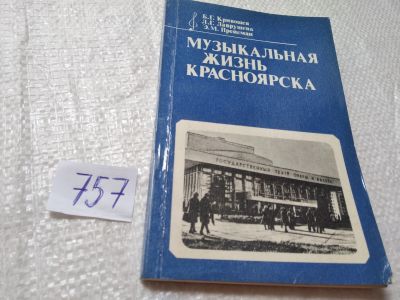 Б. Г. Кривошея
Л. Г. Лаврушева
Э. М. Прейсман
МУЗЫКАЛЬНАЯ
ЖИЗНЬ
КРАСНОЯРСКА
ГОСУДАРСТВЕННЫЙ ТЕАТР ОПЕРЫ И БАЛЕТА
757